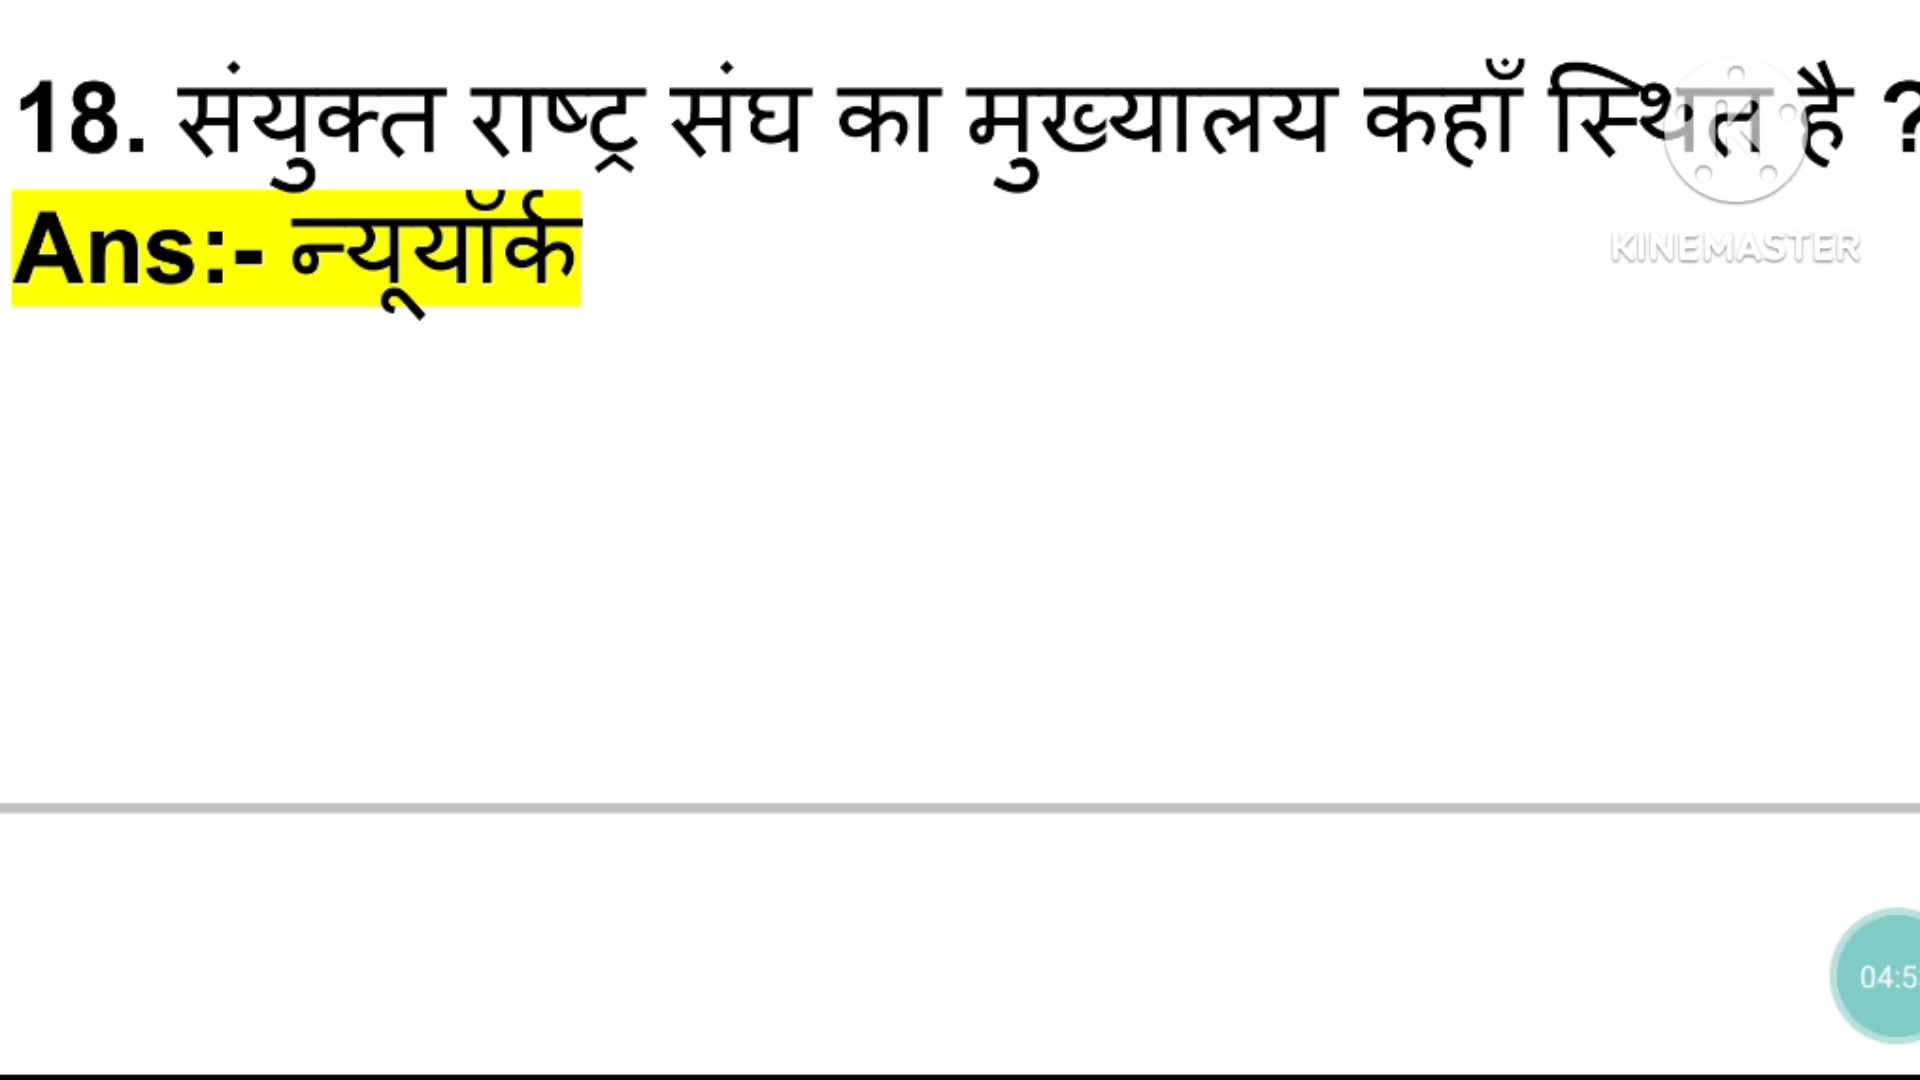 18. संयुक्त राष्ट्र संघ का मुख्यालय कहाँ स्थित है ?
Ans:- न्यूयॉर्क
KINEMASTER